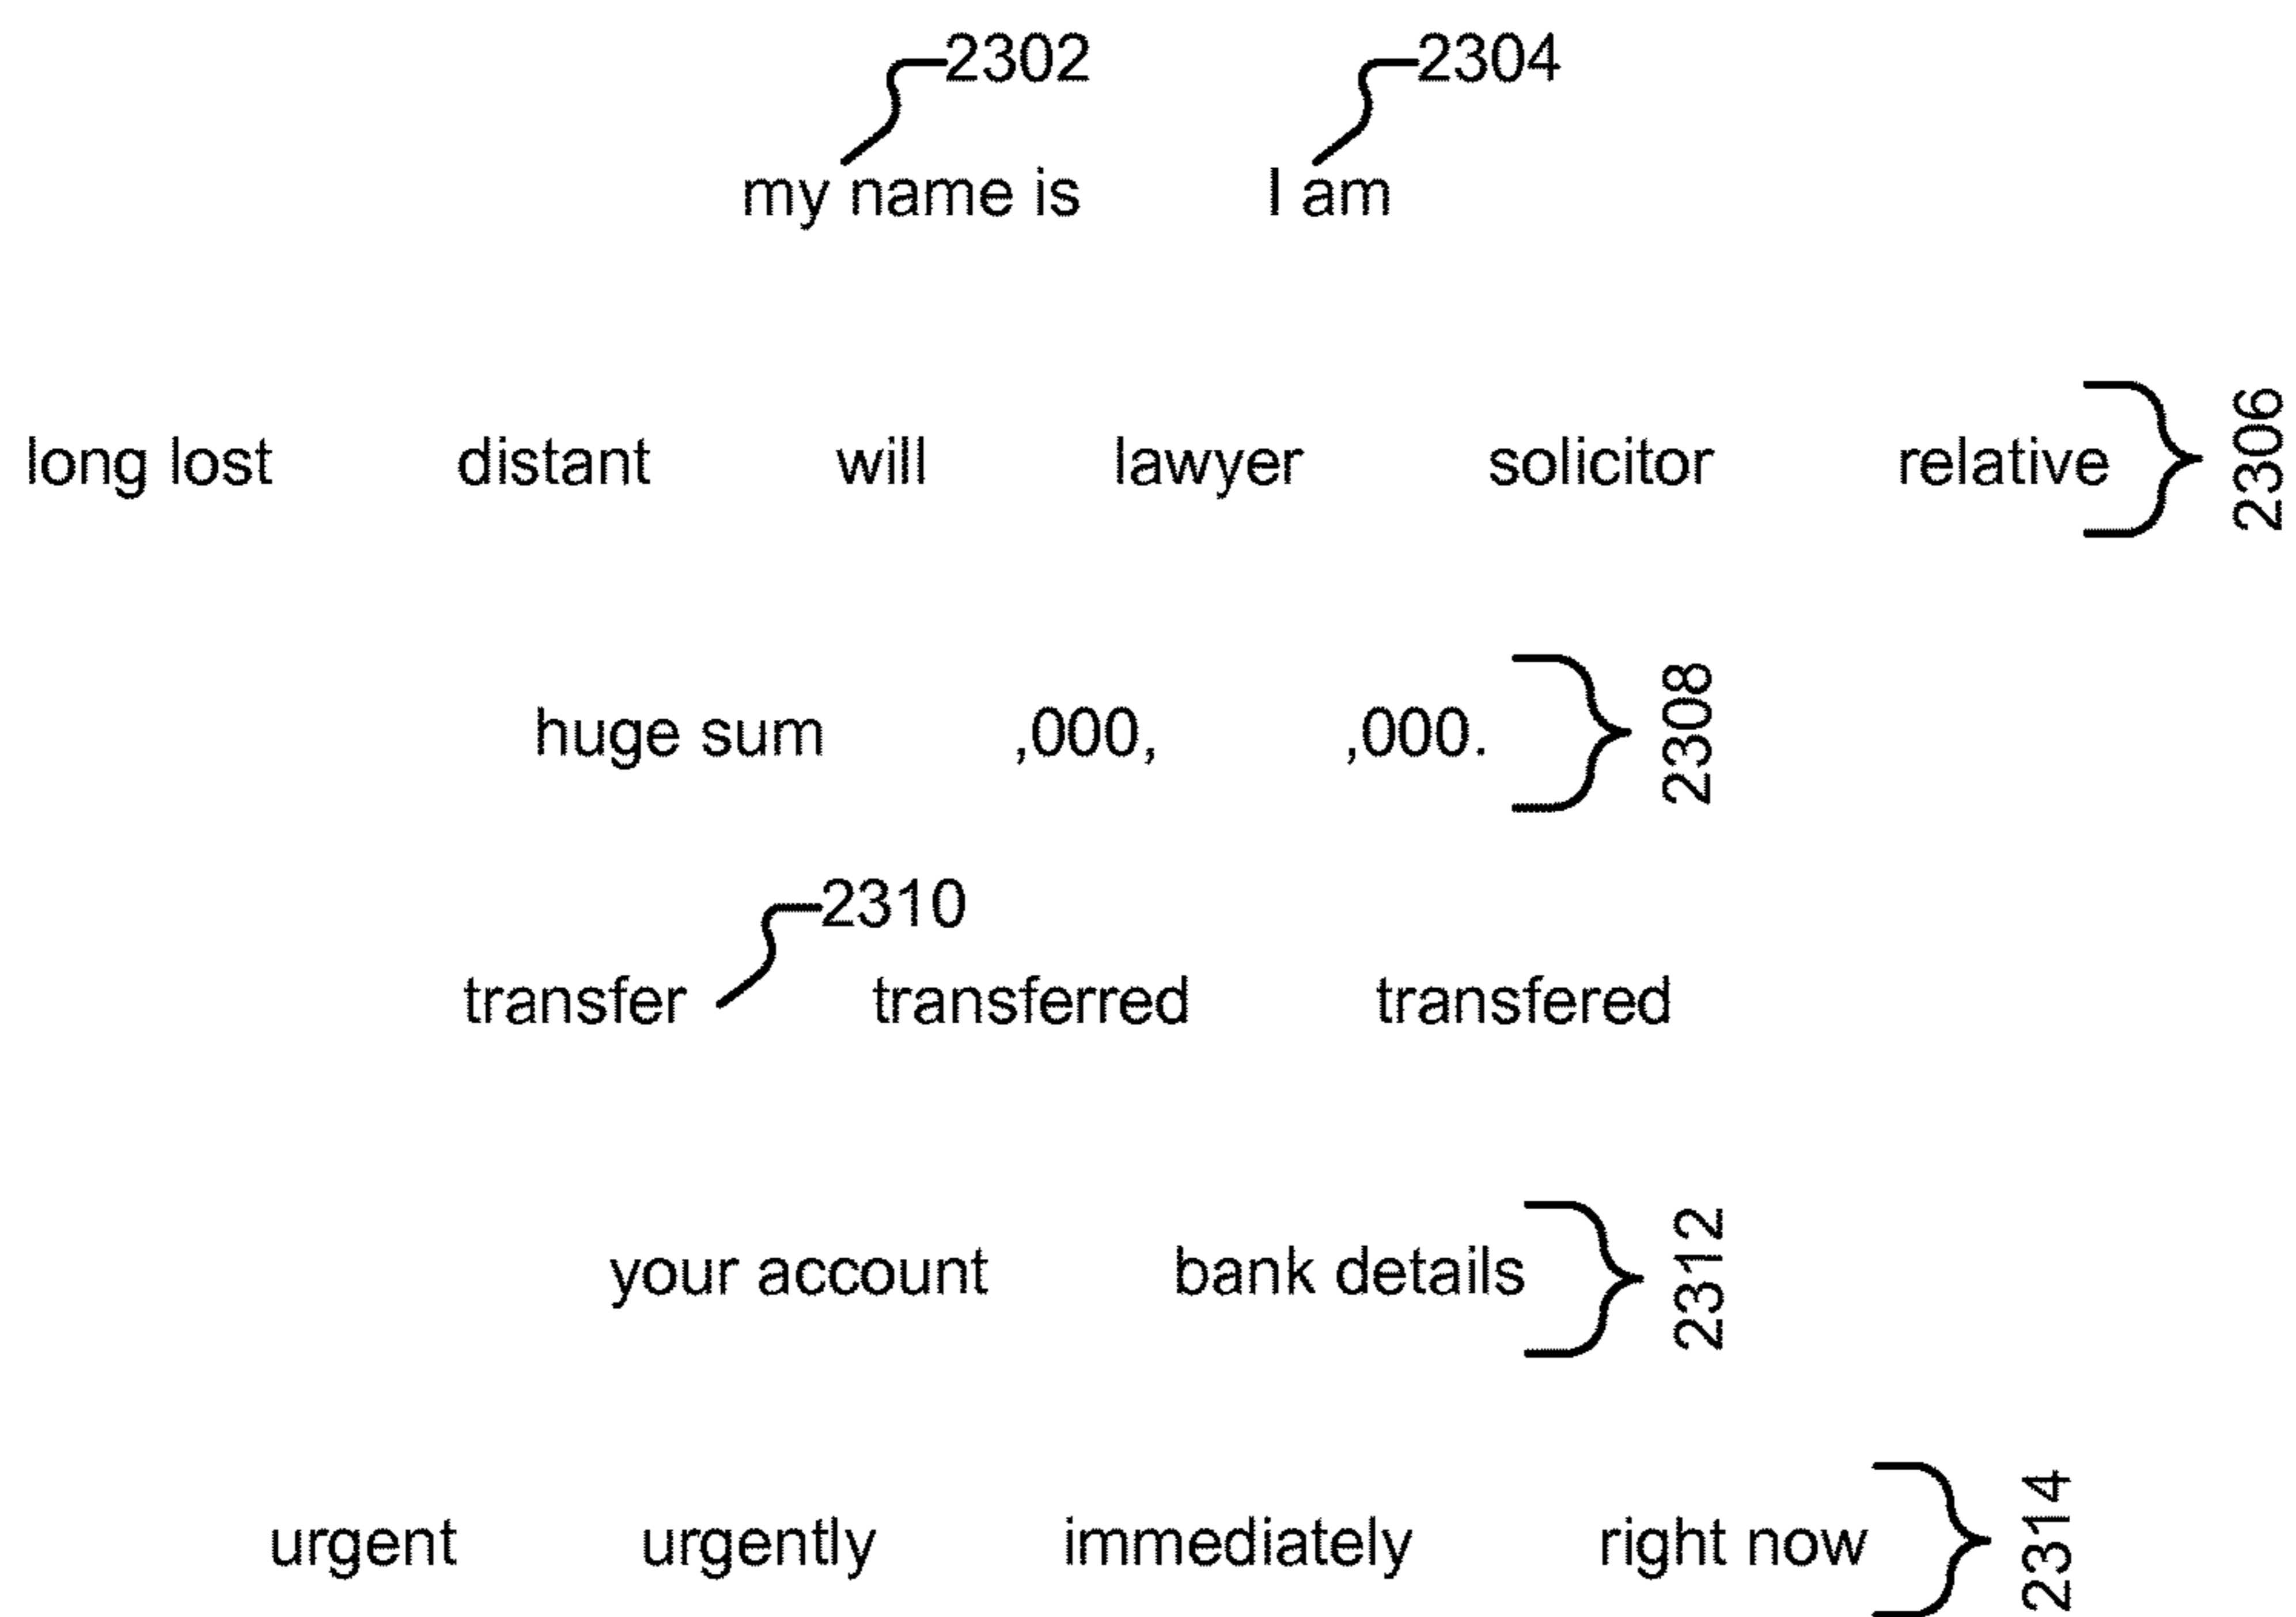 2302 2304
my name is I am
long lost distant will lawyer solicitor relative 2306
huge sum ,000, ,000. 2308
2310
transfer transferred transfered
your account bank details 2312
urgent urgently immediately right now 2314